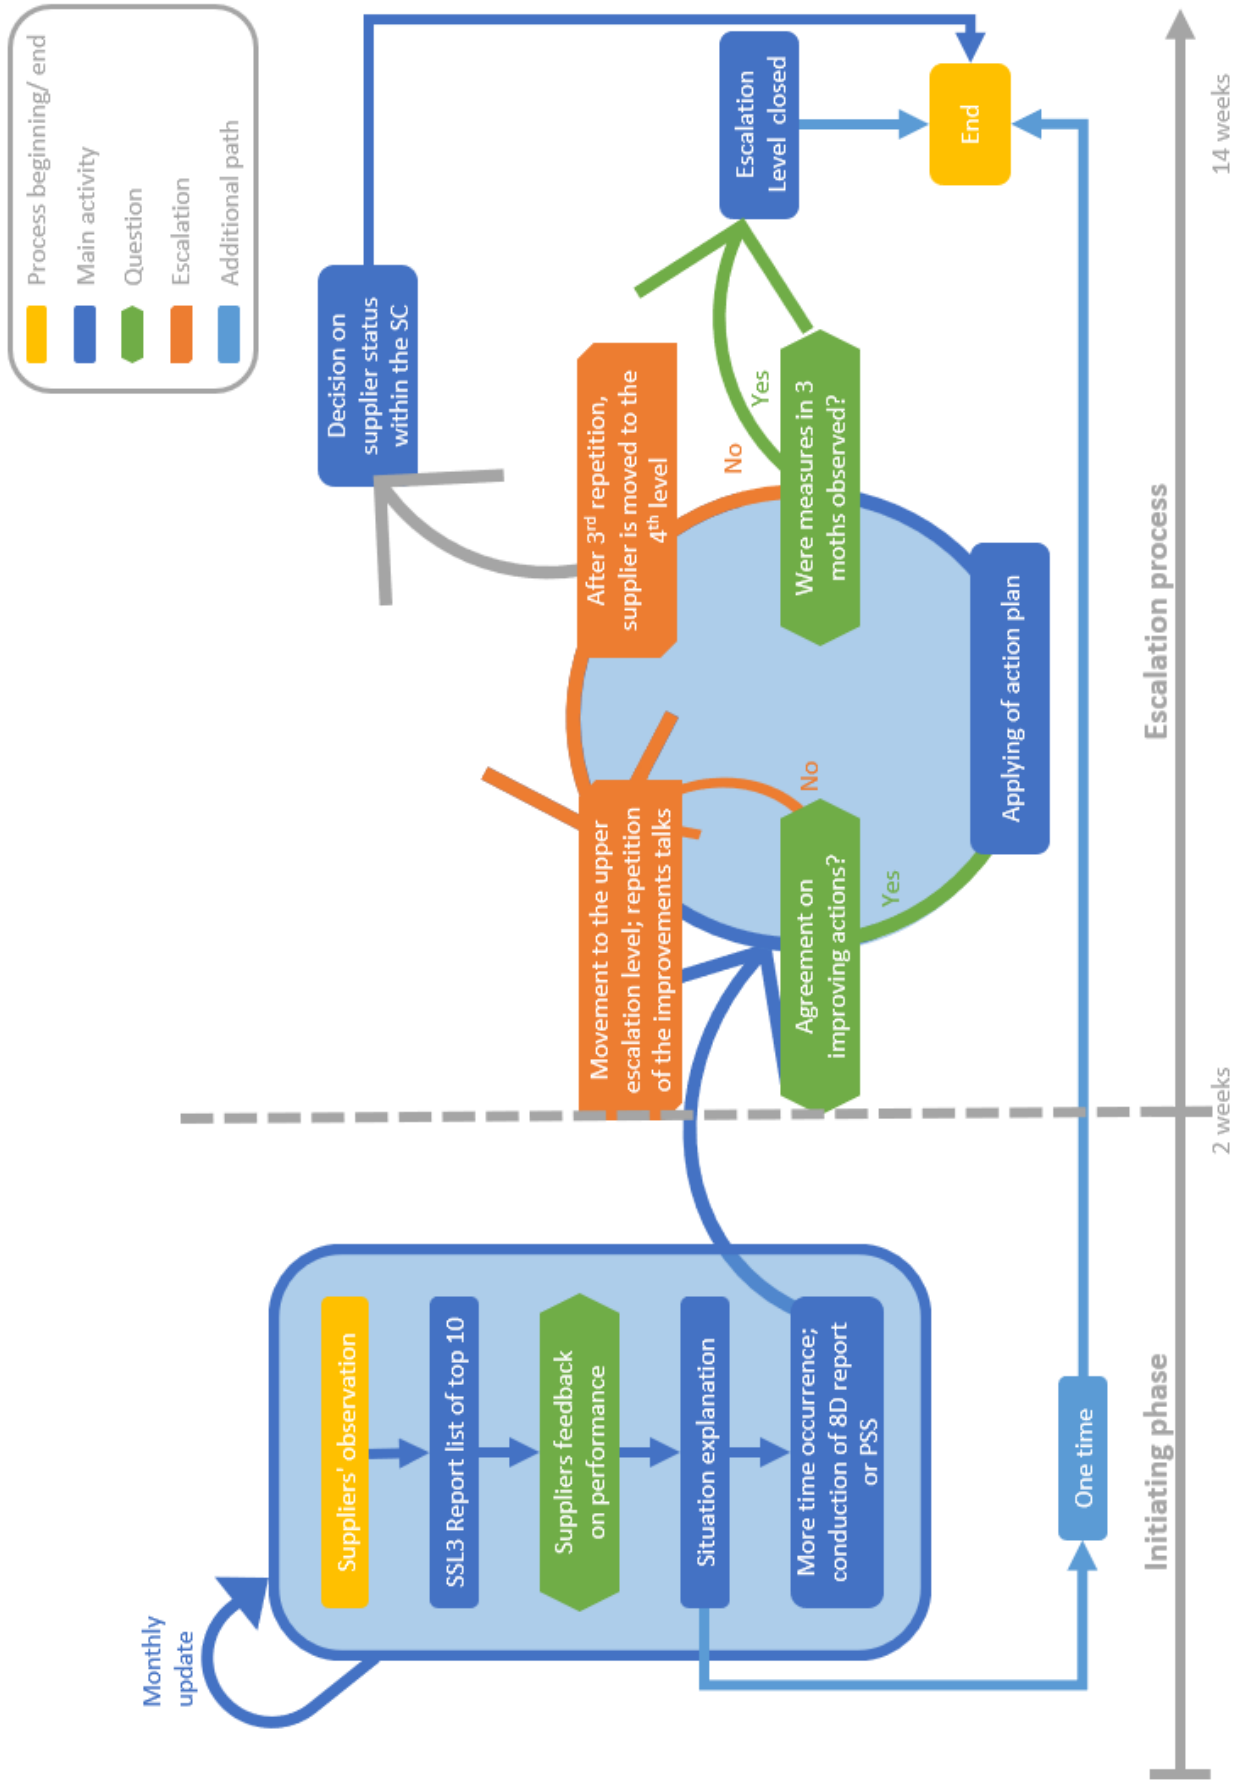 Process beginning/ end
Main activity
Question
Escalation
Additional path
Monthly
update
Suppliers' observation
SSL3 Report list of top 10
Suppliers feedback
on performance
Situation explanation
More time occurrence;
conduction of 8D report
or PSS
One time
Movement to the upper
escalation level; repetition
of the improvements talks
Agreement on
improving actions?
No
Yes
Applying of action plan
After 3rd repetition,
supplier is moved to the
4th level
Were measures in 3
moths observed?
No
Yes
Decision on
supplier status
within the SC
Escalation
Level closed
End
Initiating phase
Escalation process
2 weeks
14 weeks